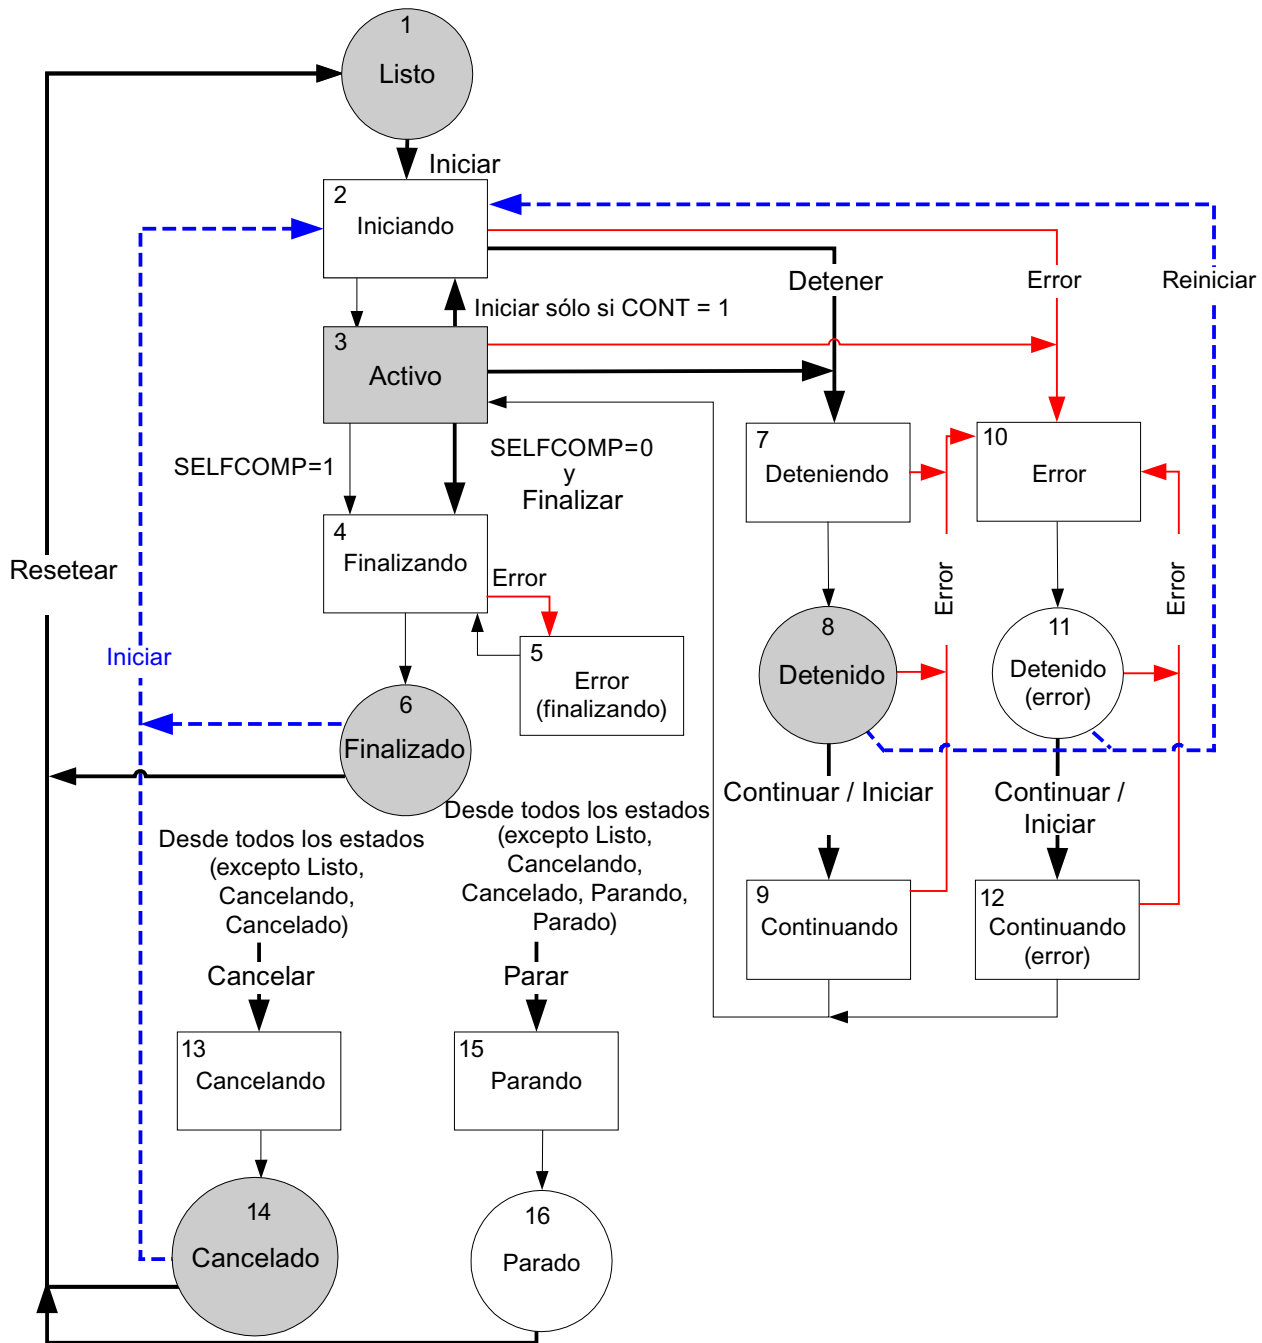 1
Listo
Iniciar
2
Iniciando
Detener
Error
Reiniciar
Iniciar sólo si CONT = 1
3
Activo
SELFCOMP=1
SELFCOMP=0
y
Finalizar
7
Deteniendo
10
Error
4
Finalizando
Error
Resetear
Error
Error
5
Error
(finalizando)
Iniciar
6
Finalizado
8
Detenido
11
Detenido
(error)
Continuar / Iniciar
Continuar /
Iniciar
Desde todos los estados
(excepto Listo,
Cancelando,
Cancelado)
Cancelar
Desde todos los estados
(excepto Listo,
Cancelando,
Cancelado, Parando,
Parado)
Parar
9
Continuando
12
Continuando
(error)
13
Cancelando
15
Parando
14
Cancelado
16
Parado